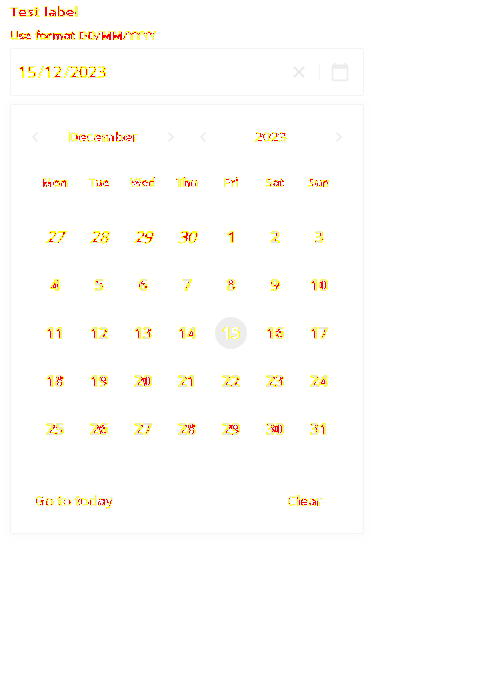 Test label
Use format DD/MM/YYYY
15/12/2023
December 2023
Mon Tue Wed Thu Fri Sat Sun
27 28 29 30 1 2 3
4 5 6 7 8 9 10
11 12 13 14 15 16 17
18 19 20 21 22 23 24
25 26 27 28 29 30 31
Go to today Clear